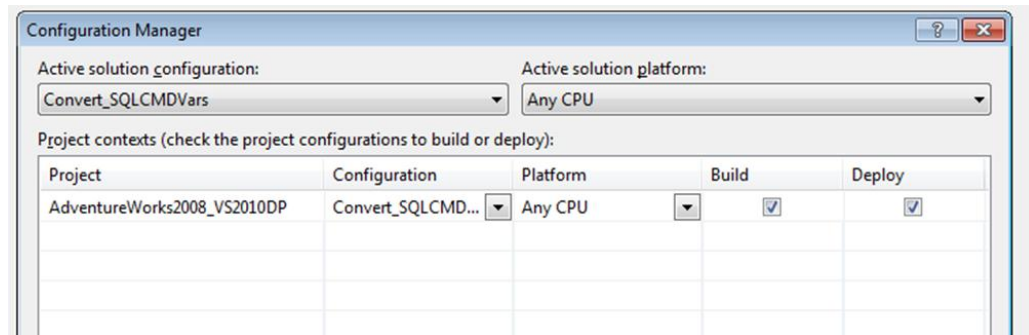 Configuration Manager
Active solution configuration: Active solution platform:
Convert_SQLCMDVars Any CPU
Project contexts (check the project configurations to build or deploy):
Project Configuration Platform Build Deploy
AdventureWorks2008_VS2010DP Convert_SQLCMD... Any CPU